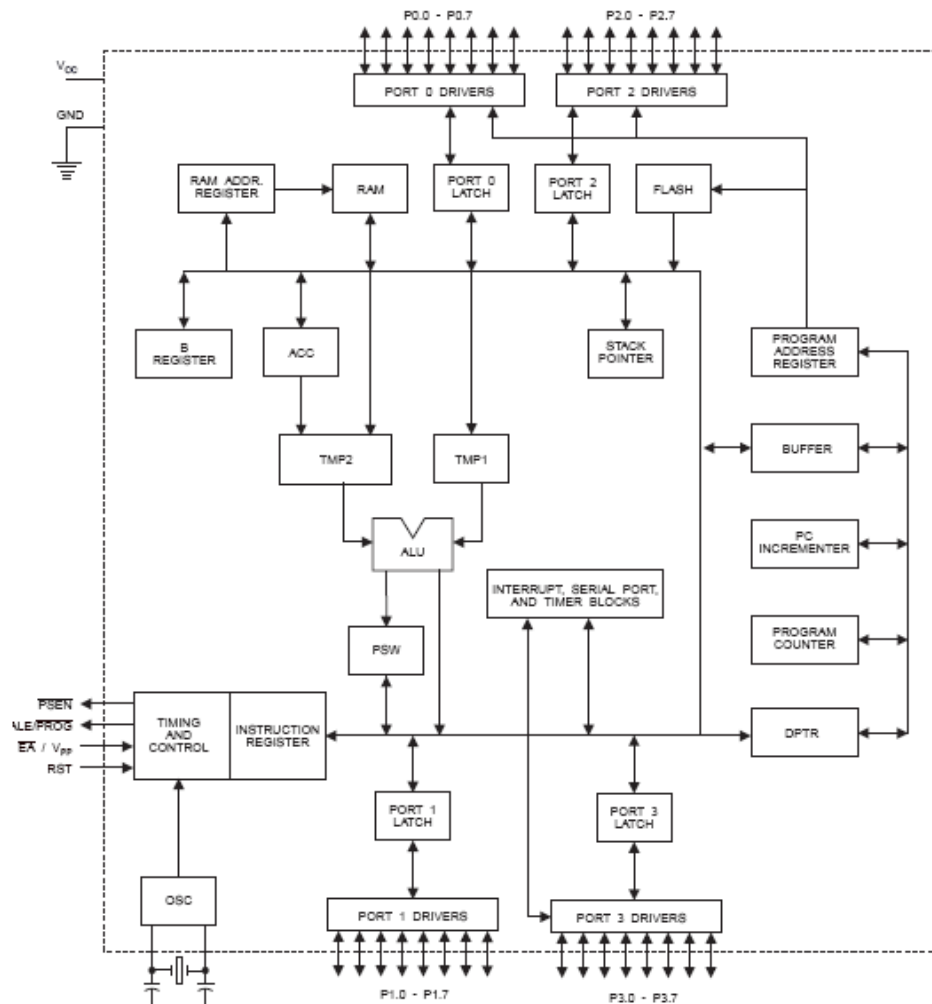 P0.0 - P0.7
P2.0 - P2.7
VCC
PORT 0 DRIVERS
PORT 2 DRIVERS
GND
RAM ADDR.
REGISTER
RAM
PORT 0
LATCH
PORT 2
LATCH
FLASH
B
REGISTER
ACC
STACK
POINTER
PROGRAM
ADDRESS
REGISTER
TMP2
TMP1
BUFFER
ALU
PC
INCREMENTER
INTERRUPT, SERIAL PORT,
AND TIMER BLOCKS
PSW
PROGRAM
COUNTER
PSEN
ALE/PROG
EA / VPP
RST
TIMING
AND
CONTROL
INSTRUCTION
REGISTER
DPTR
PORT 1
LATCH
PORT 3
LATCH
OSC
PORT 1 DRIVERS
PORT 3 DRIVERS
P1.0 - P1.7
P3.0 - P3.7